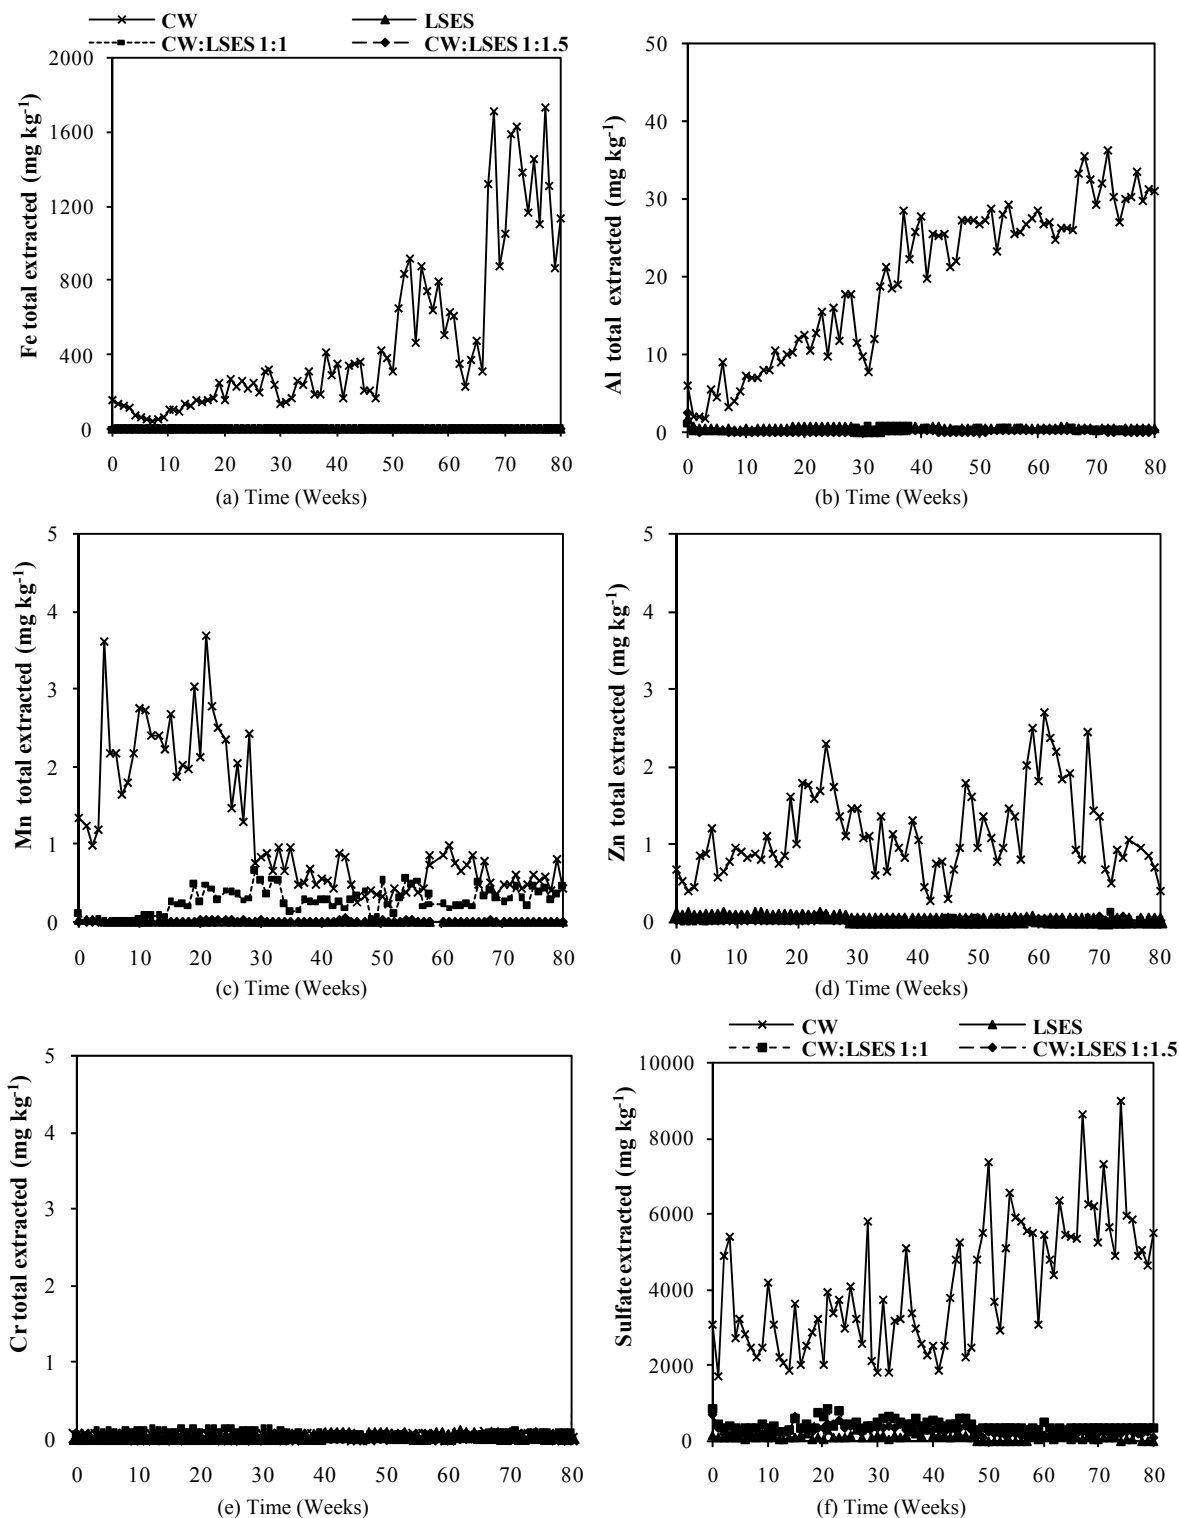 CW LSES
CW:LSES 1:1 CW:LSES 1:1.5
Fe total extracted (mg kg-1)
2000
1600
1200
800
400
0
0 10 20 30 40 50 60 70 80
(a) Time (Weeks)
Al total extracted (mg kg-1)
50
40
30
20
10
0
0 10 20 30 40 50 60 70 80
(b) Time (Weeks)
Mn total extracted (mg kg-1)
5
4
3
2
1
0
0 10 20 30 40 50 60 70 80
(c) Time (Weeks)
Zn total extracted (mg kg-1)
5
4
3
2
1
0
0 10 20 30 40 50 60 70 80
(d) Time (Weeks)
Cr total extracted (mg kg-1)
5
4
3
2
1
0
0 10 20 30 40 50 60 70 80
(e) Time (Weeks)
CW LSES
CW:LSES 1:1 CW:LSES 1:1.5
Sulfate extracted (mg kg-1)
10000
8000
6000
4000
2000
0
0 10 20 30 40 50 60 70 80
(f) Time (Weeks)